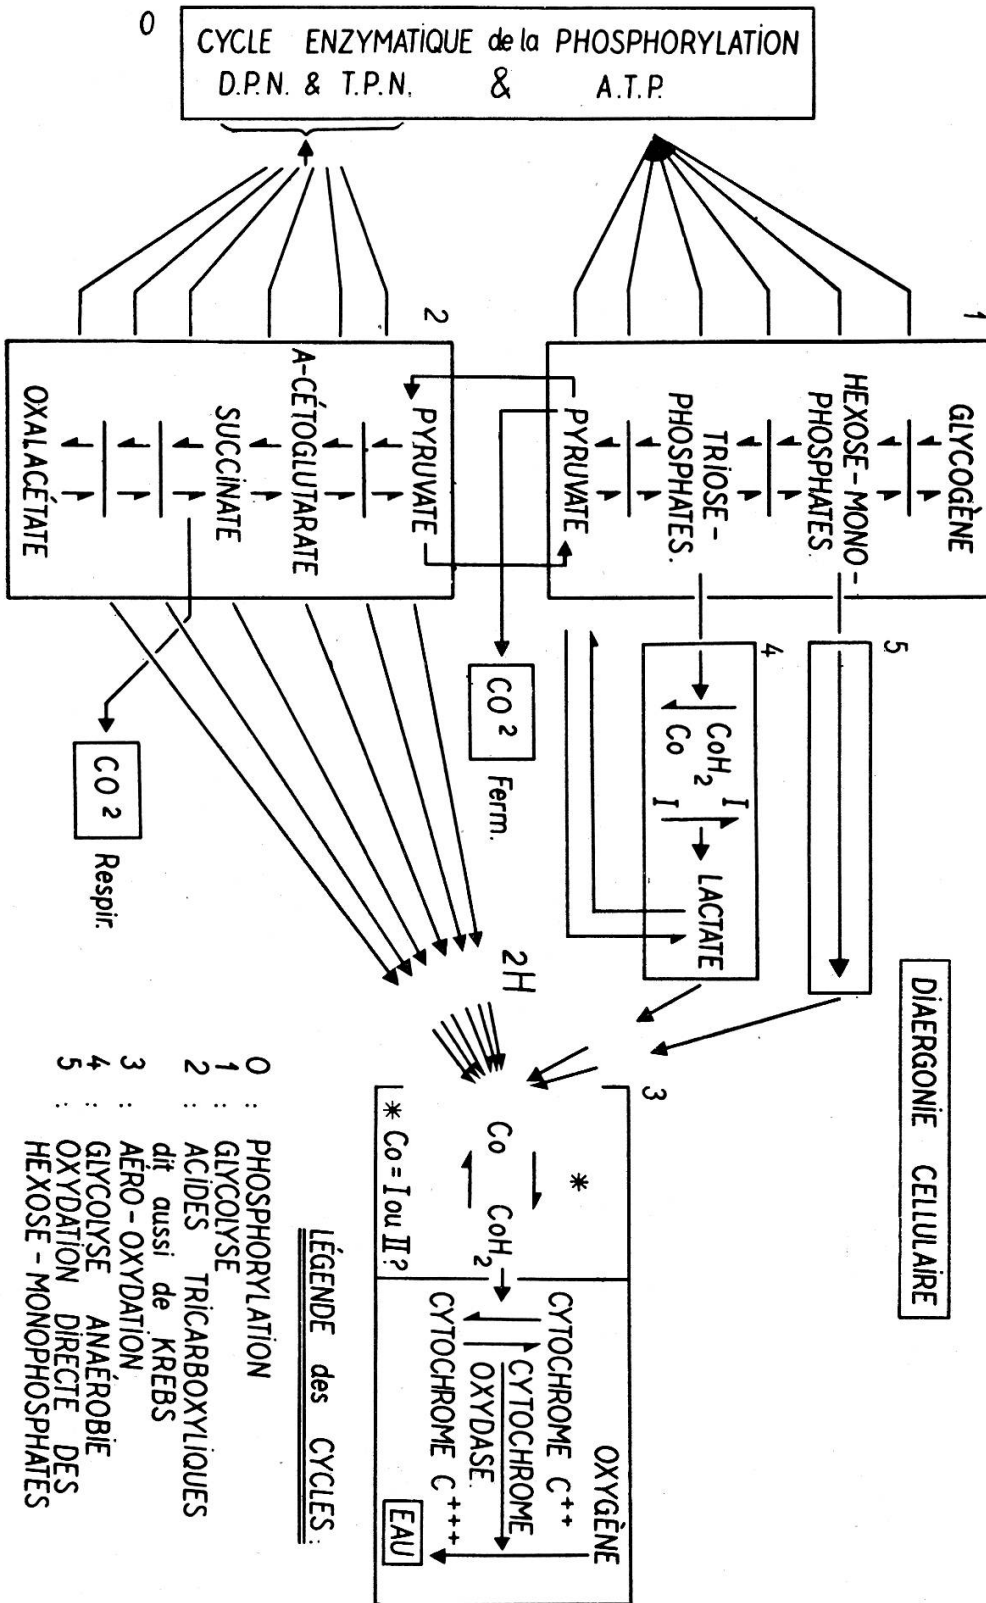 0
CYCLE ENZYMATIQUE de la PHOSPHORYLATION
D.P.N. & T.P.N. & A.T.P.
DIAERGONIE CELLULAIRE
1
GLYCOGÈNE
HEXOSE-MONO-
PHOSPHATES.
TRIOSE-
PHOSPHATES.
PYRUVATE
2
PYRUVATE
A-CÉTOGLUTARATE
SUCCINATE
OXALACÉTATE
5
4
CoH2 I
Co I
LACTATE
CO2 Ferm.
CO2 Respir.
2H
3
*
Co CoH2
* Co = I ou II ?
OXYGÈNE
CYTOCHROME C++
CYTOCHROME
OXYDASE.
CYTOCHROME C+++
EAU
LÉGENDE des CYCLES :
0 : PHOSPHORYLATION
1 : GLYCOLYSE
2 : ACIDES TRICARBOXYLIQUES
dit aussi de KREBS
3 : AÉRO-OXYDATION
4 : GLYCOLYSE ANAÉROBIE
5 : OXYDATION DIRECTE DES
HEXOSE-MONOPHOSPHATES